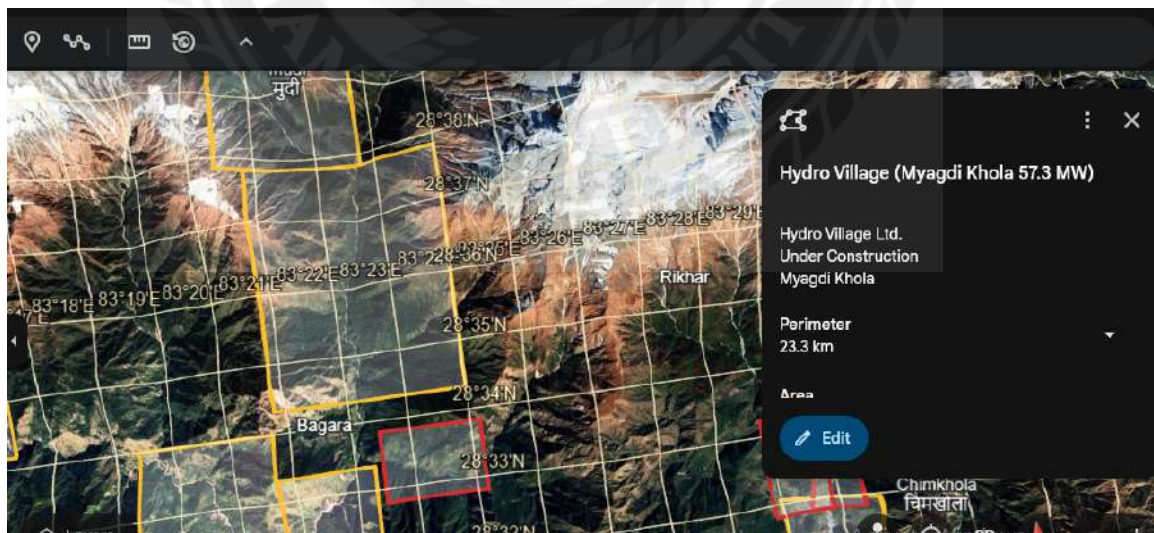 मुदी
28°38'N
28°37'N
83°29'E
83°28'E
83°27'E
83°26'E
28°36'N
83°23'E
83°22'E
83°21'E
83°20'E
83°19'E
83°18'E
Rikhar
28°35'N
28°34'N
Bagara
28°33'N
28°32'N
Hydro Village (Myagdi Khola 57.3 MW)
Hydro Village Ltd.
Under Construction
Myagdi Khola
Perimeter
23.3 km
Area
Edit
Chimkhola
चिमखोला